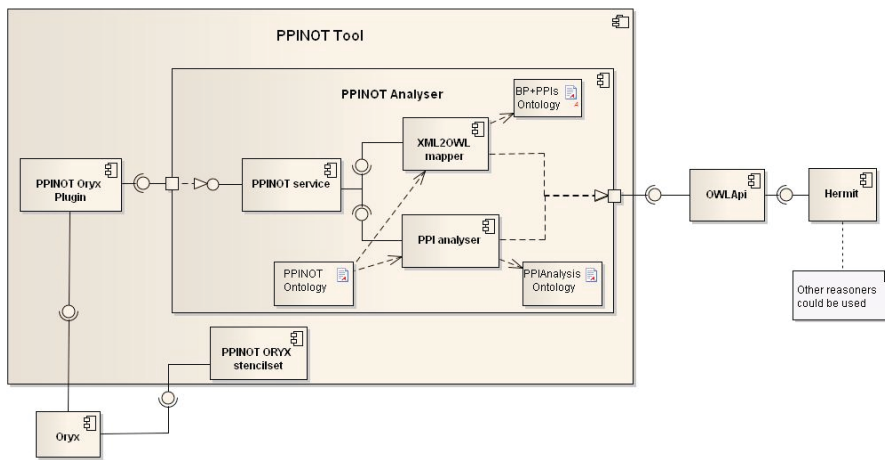 PPINOT Tool
PPINOT Analyser
BP+PPIs
Ontology
XML2OWL
mapper
PPINOT Oryx
Plugin
PPINOT service
OWLApi
Hermit
PPI analyser
PPINOT
Ontology
PPIAnalysis
Ontology
Other reasoners
could be used
PPINOT ORYX
stencilset
Oryx